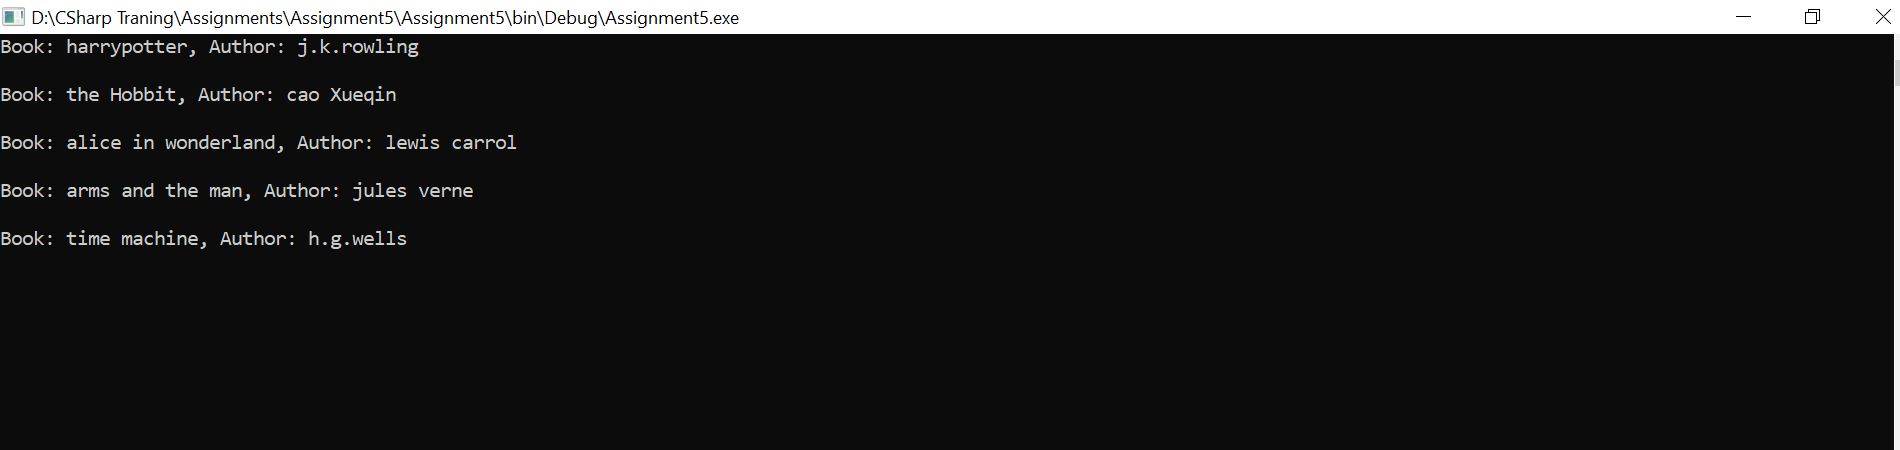 D:\CSharp Traning\Assignments\Assignment5\Assignment5\bin\Debug\Assignment5.exe
Book: harrypotter, Author: j.k.rowling
Book: the Hobbit, Author: cao Xueqin
Book: alice in wonderland, Author: lewis carrol
Book: arms and the man, Author: jules verne
Book: time machine, Author: h.g.wells